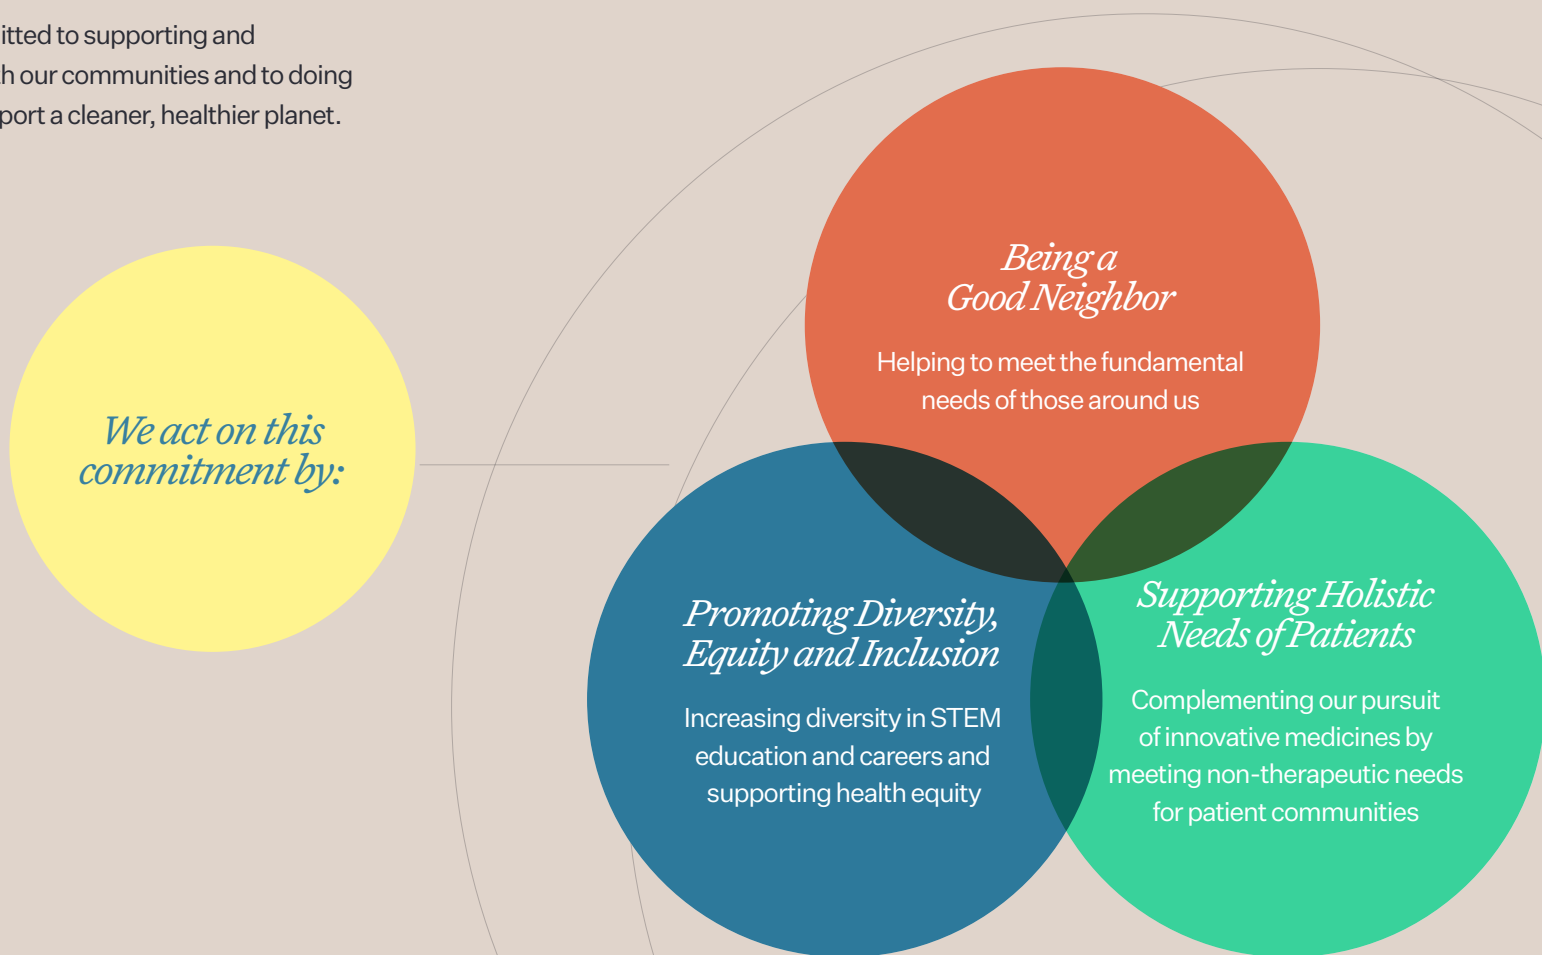 itted to supporting and
h our communities and to doing
port a cleaner, healthier planet.
We act on this
commitment by:
Being a
Good Neighbor
Helping to meet the fundamental
needs of those around us
Promoting Diversity,
Equity and Inclusion
Increasing diversity in STEM
education and careers and
supporting health equity
Supporting Holistic
Needs of Patients
Complementing our pursuit
of innovative medicines by
meeting non-therapeutic needs
for patient communities